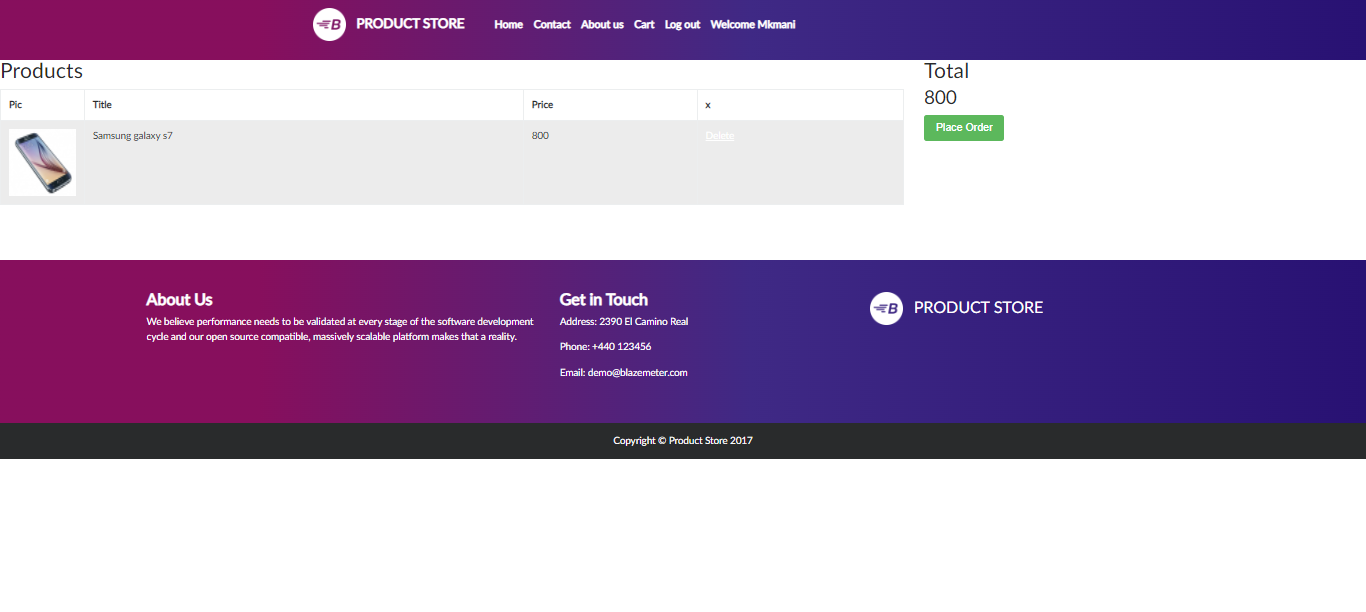 B PRODUCT STORE Home Contact About us Cart Log out Welcome Mkmani
Products
Pic Title Price x
Samsung galaxy s7 800 Delete
Total
800
Place Order
About Us
We believe performance needs to be validated at every stage of the software development
cycle and our open source compatible, massively scalable platform makes that a reality.
Get in Touch
Address: 2390 El Camino Real
Phone: +440 123456
Email: demo@blazemeter.com
B PRODUCT STORE
Copyright © Product Store 2017